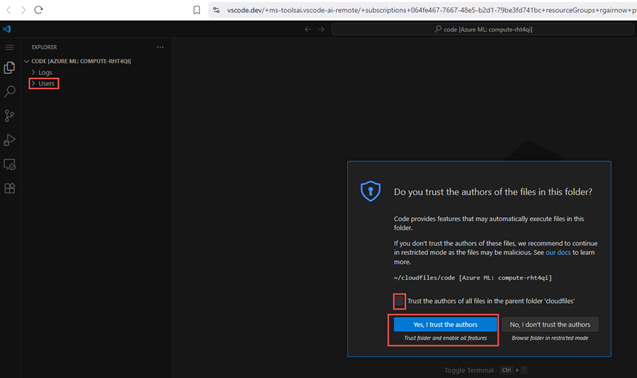 vscode.dev/+ms-toolsai.vscode-ai-remote/+subscriptions+064fe467-7667-48e5-b2d1-79be3fd741bc+resourceGroups+rgairnow+p
code [Azure ML: compute-rht4qi]
EXPLORER
CODE [AZURE ML: COMPUTE-RHT4QI]
Logs
Users
Do you trust the authors of the files in this folder?
Code provides features that may automatically execute files in this
folder.
If you don't trust the authors of these files, we recommend to continue
in restricted mode as the files may be malicious. See our docs to learn
more.
~/cloudfiles/code [Azure ML: compute-rht4qi]
Trust the authors of all files in the parent folder 'cloudfiles'
Yes, I trust the authors
No, I don't trust the authors
Trust folder and enable all features
Browse folder in restricted mode
Toggle Terminal Ctrl + `